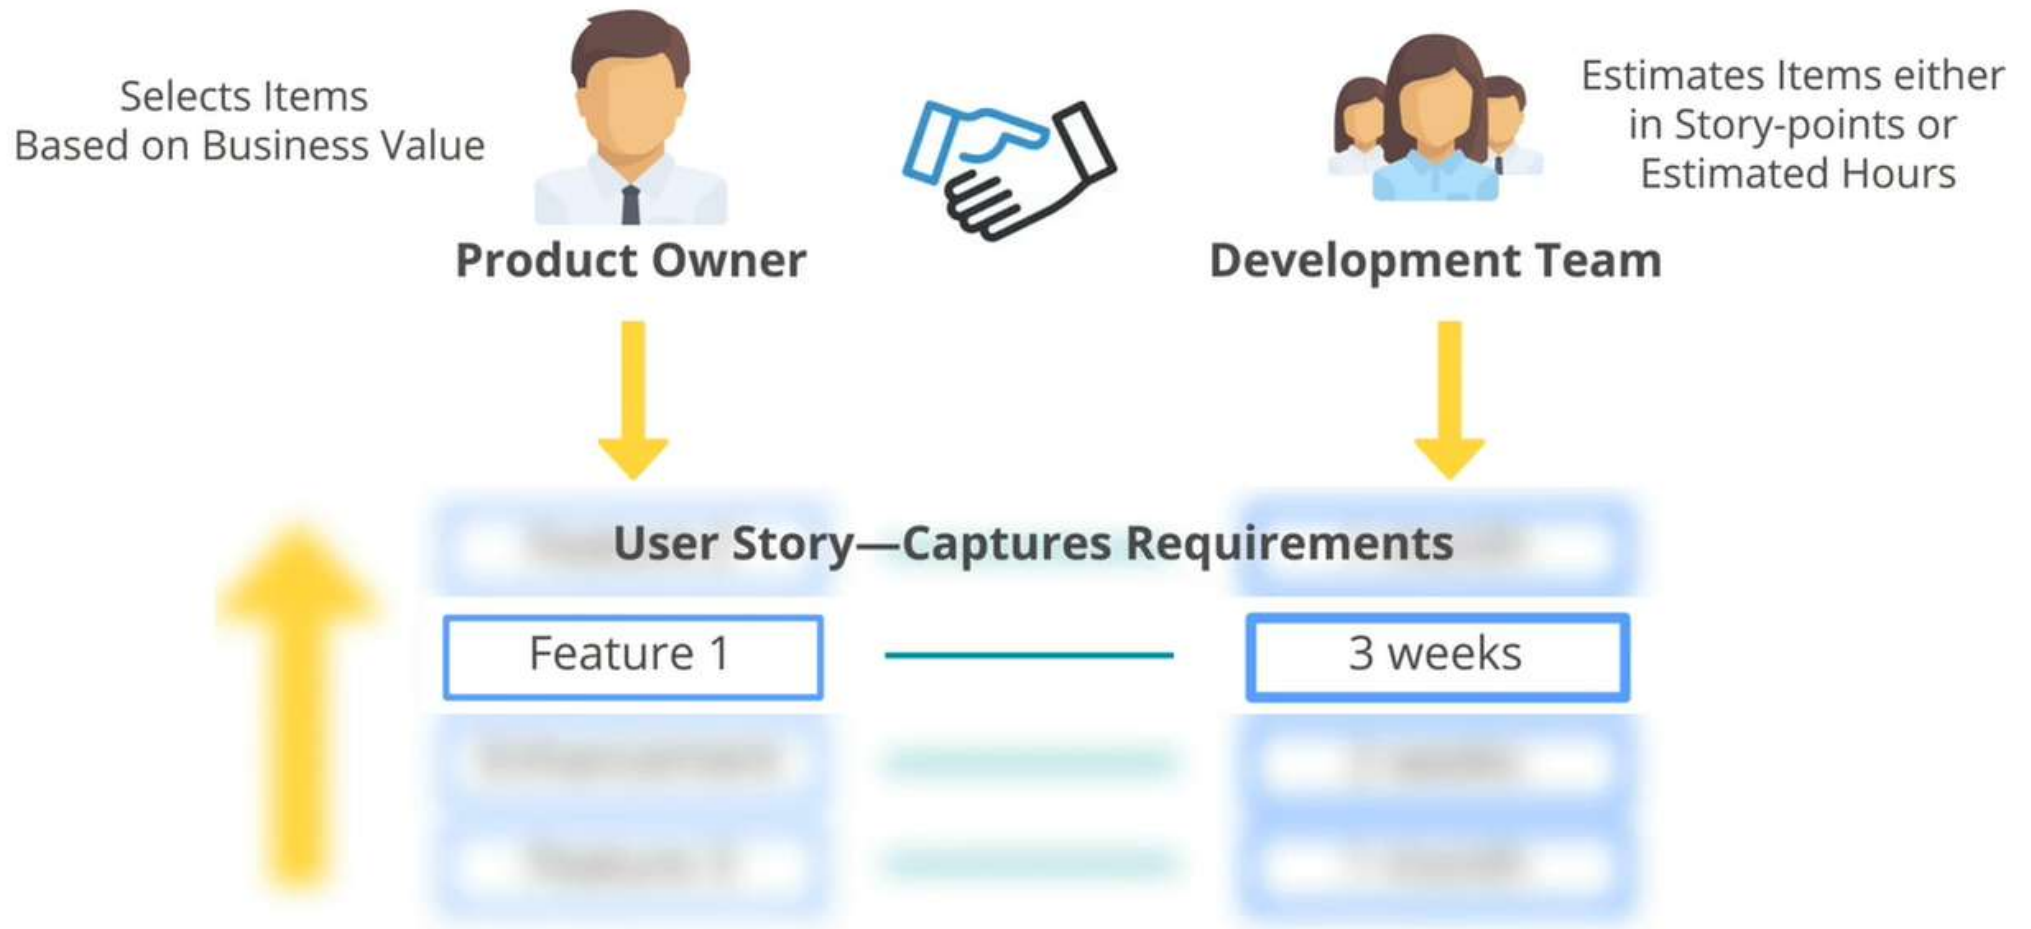 Selects Items
Based on Business Value
Estimates Items either
in Story-points or
Estimated Hours
Product Owner
Development Team
User Story—Captures Requirements
Feature 1
3 weeks